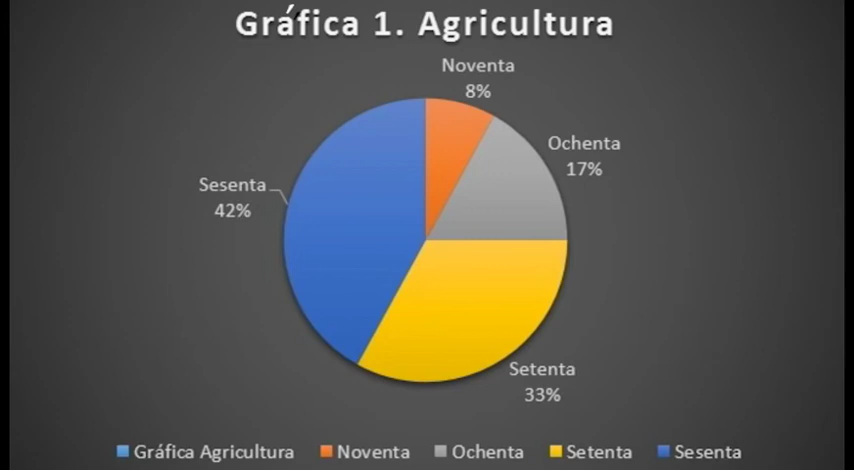 Gráfica 1. Agricultura
Noventa
8%
Ochenta
17%
Sesenta
42%
Setenta
33%
Gráfica Agricultura Noventa Ochenta Setenta Sesenta